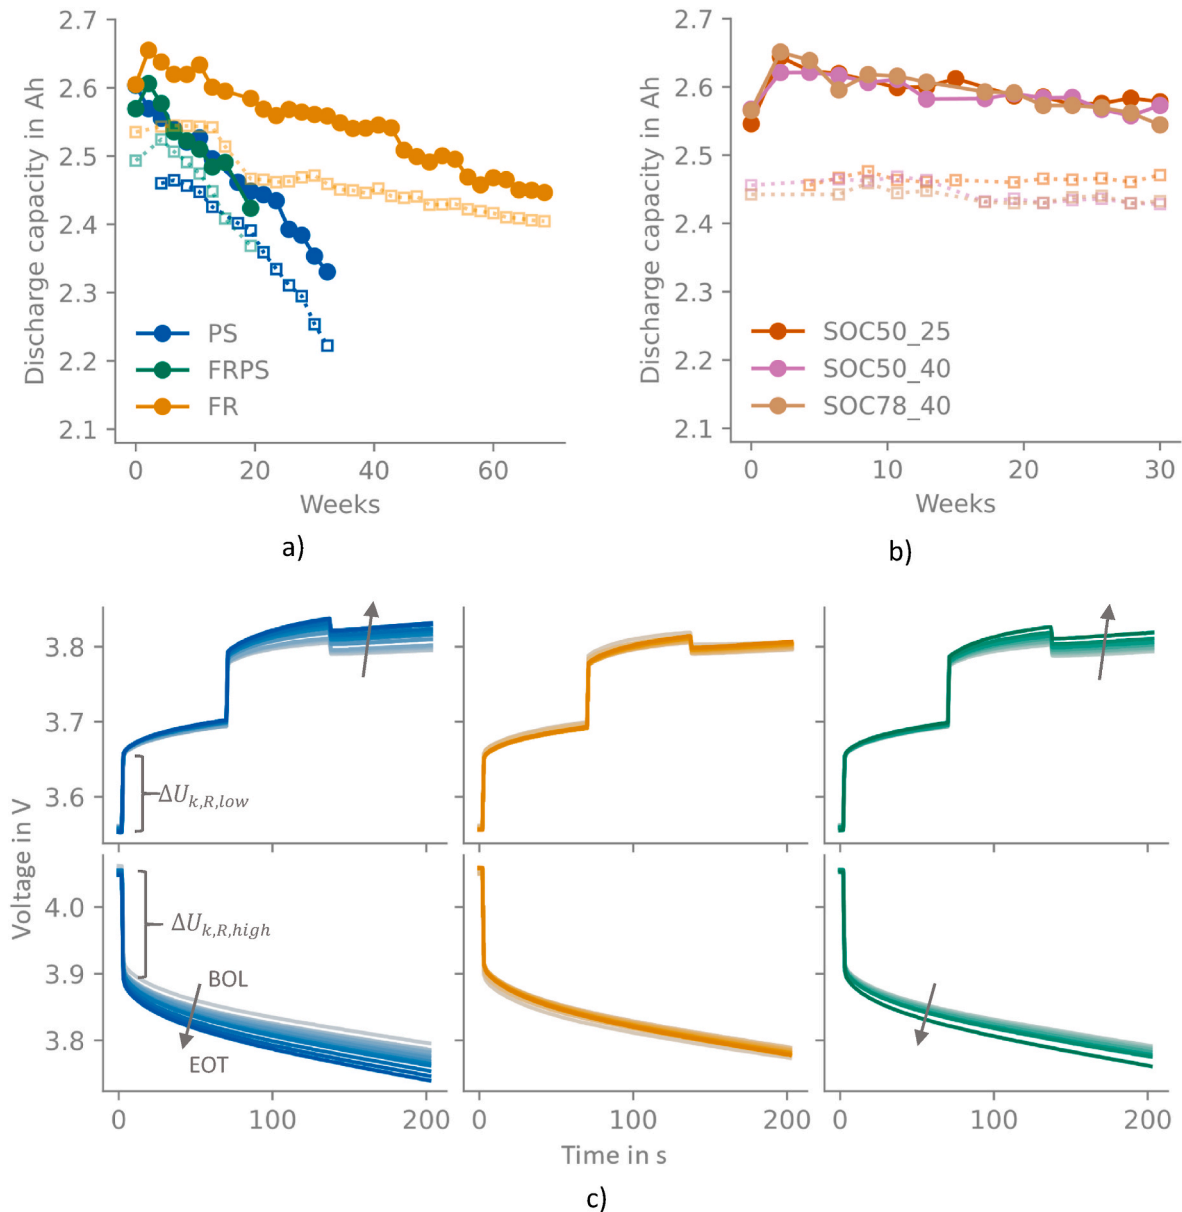 2.7
2.6
2.5
2.4
2.3
2.2
2.1
Discharge capacity in Ah
PS
FRPS
FR
0 20 40 60
Weeks
a)
2.7
2.6
2.5
2.4
2.3
2.2
2.1
Discharge capacity in Ah
SOC50_25
SOC50_40
SOC78_40
0 10 20 30
Weeks
b)
Voltage in V
3.8
3.7
3.6
ΔU_{k,R,low}
4.0
3.9
3.8
ΔU_{k,R,high}
BOL
EOT
0 100 200
0 100 200
0 100 200
Time in s
c)